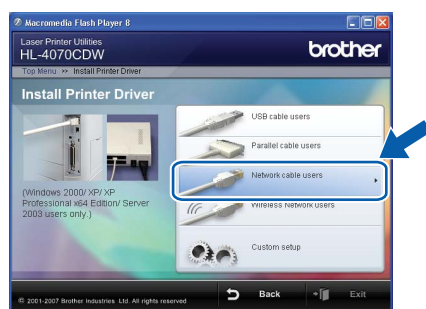 Macromedia Flash Player 8
Laser Printer Utilities
HL-4070CDW
brother
Top Menu >> Install Printer Driver
Install Printer Driver
USB cable users
Parallel cable users
Network cable users
Wireless Network users
Custom setup
(Windows 2000/ XP/ XP
Professional x64 Edition/ Server
2003 users only.)
© 2001-2007 Brother Industries Ltd. All rights reserved
Back
Exit